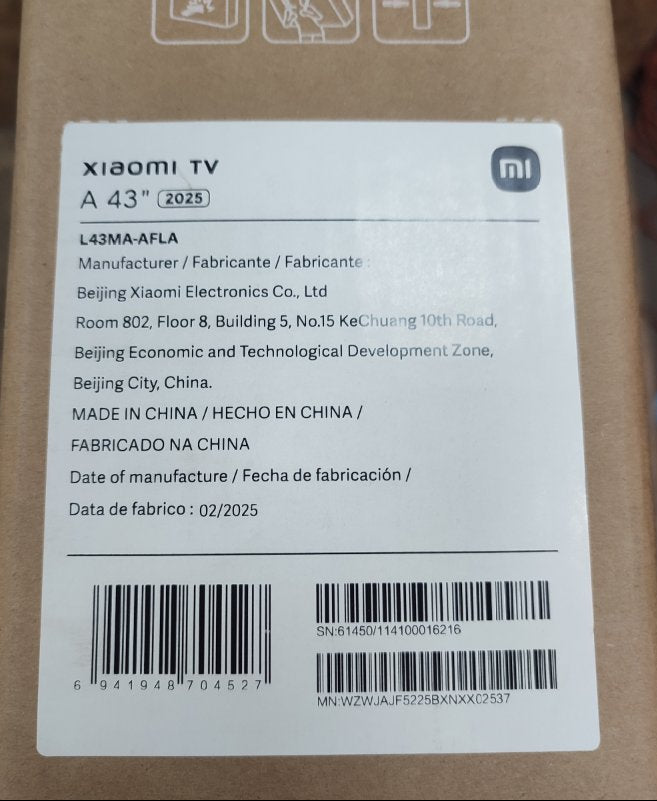 xiaomi TV
mi
A 43" 2025
L43MA-AFLA
Manufacturer / Fabricante / Fabricante :
Beijing Xiaomi Electronics Co., Ltd
Room 802, Floor 8, Building 5, No.15 KeChuang 10th Road,
Beijing Economic and Technological Development Zone,
Beijing City, China.
MADE IN CHINA / HECHO EN CHINA /
FABRICADO NA CHINA
Date of manufacture / Fecha de fabricación /
Data de fabrico : 02/2025
SN:61450/114100016216
6 941948 704527
MN:WZWJAJF5225BXNXX02537